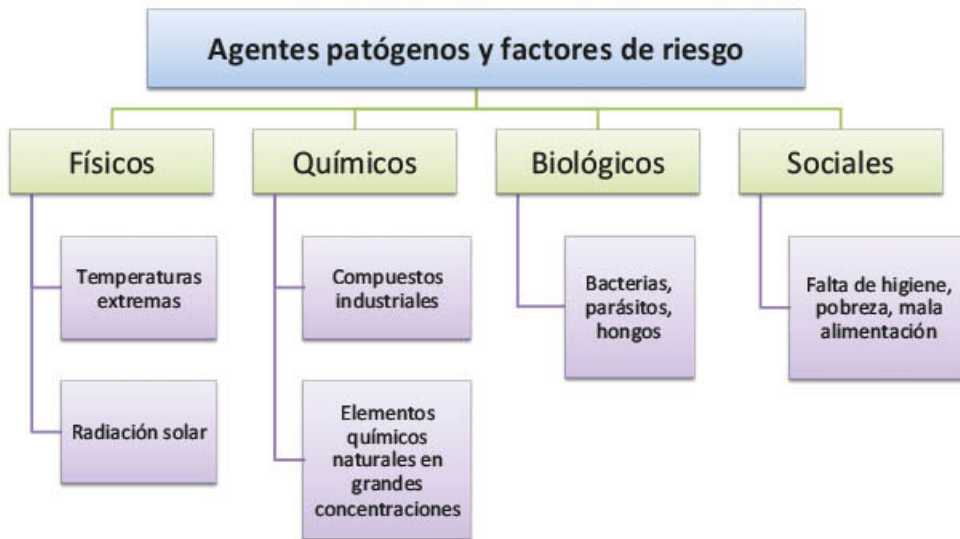 Agentes patógenos y factores de riesgo
Físicos
Químicos
Biológicos
Sociales
Temperaturas
extremas
Radiación solar
Compuestos
industriales
Elementos
químicos
naturales en
grandes
concentraciones
Bacterias,
parásitos,
hongos
Falta de higiene,
pobreza, mala
alimentación